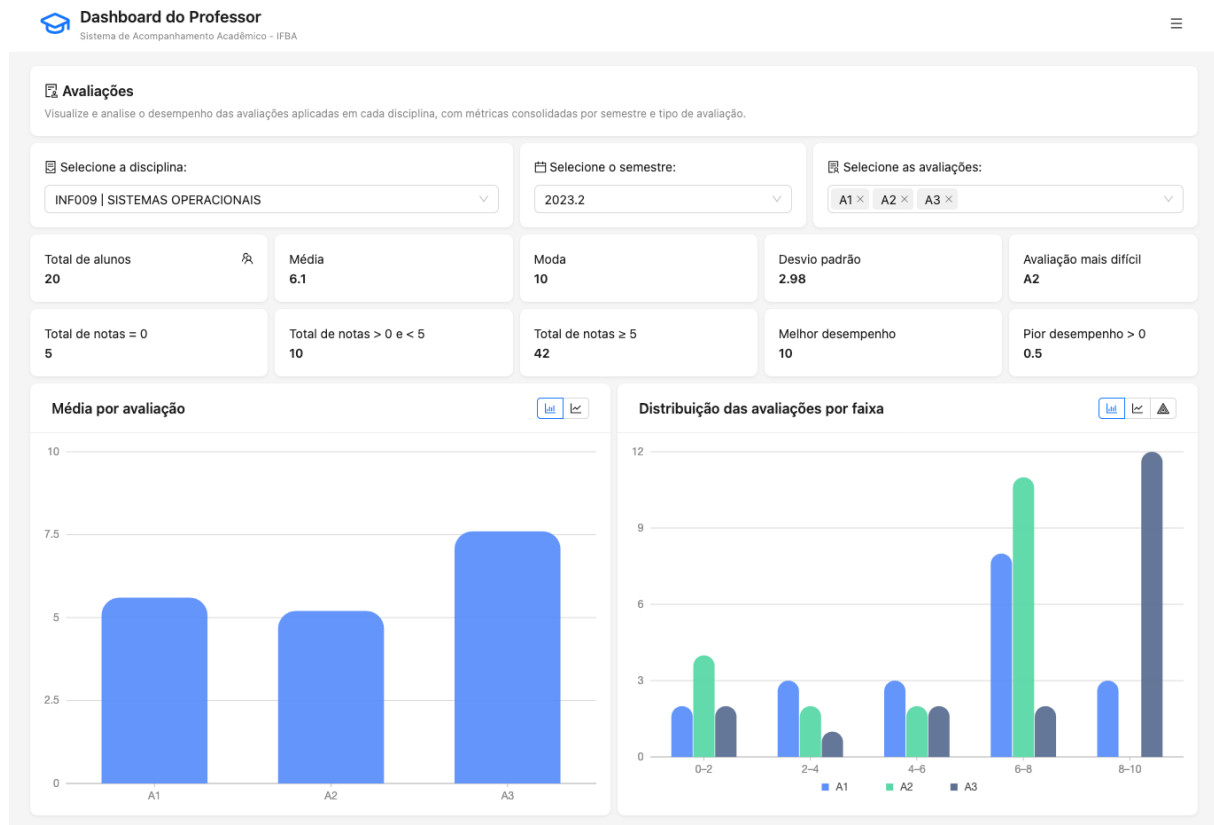 Dashboard do Professor
Sistema de Acompanhamento Acadêmico - IFBA
Avaliações
Visualize e analise o desempenho das avaliações aplicadas em cada disciplina, com métricas consolidadas por semestre e tipo de avaliação.
Selecione a disciplina:
INF009 | SISTEMAS OPERACIONAIS
Selecione o semestre:
2023.2
Selecione as avaliações:
A1 × A2 × A3 ×
Total de alunos
20
Média
6.1
Moda
10
Desvio padrão
2.98
Avaliação mais difícil
A2
Total de notas = 0
5
Total de notas > 0 e < 5
10
Total de notas ≥ 5
42
Melhor desempenho
10
Pior desempenho > 0
0.5
Média por avaliação
10
7.5
5
2.5
0
A1 A2 A3
Distribuição das avaliações por faixa
12
9
6
3
0
0–2 2–4 4–6 6–8 8–10
A1 A2 A3